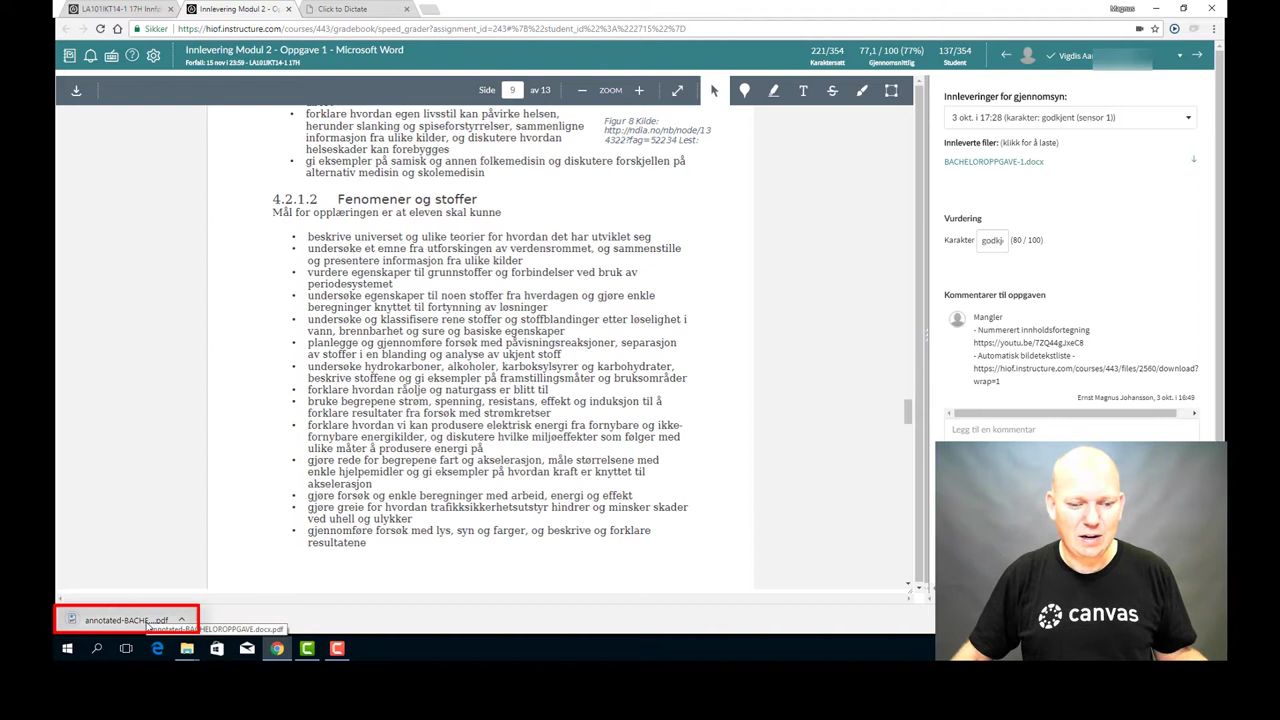 LA101IKT14-1 17H Innf
Innlevering Modul 2 - Op
Click to Dictate
Magnus
Sikker
https://hiof.instructure.com/courses/443/gradebook/speed_grader?assignment_id=243#%7B%22student_id%22%3A%222715%22%7D
Innlevering Modul 2 - Oppgave 1 - Microsoft Word
Forfall: 15 nov i 23:59 - LA101IKT14-1 17H
221/354
Karaktersatt
77,1 / 100 (77%)
Gjennomsnittlig
137/354
Student
Vigdis Aar
Side 9 av 13
ZOOM
forklare hvordan egen livsstil kan påvirke helsen,
herunder slanking og spiseforstyrrelser, sammenligne
informasjon fra ulike kilder, og diskutere hvordan
helseskader kan forebygges
Figur 8 Kilde:
http://ndla.no/nb/node/13
4322?fag=52234 Lest:
• gi eksempler på samisk og annen folkemedisin og diskutere forskjellen på
alternativ medisin og skolemedisin
4.2.1.2 Fenomener og stoffer
Mål for opplæringen er at eleven skal kunne
• beskrive universet og ulike teorier for hvordan det har utviklet seg
• undersøke et emne fra utforskingen av verdensrommet, og sammenstille
og presentere informasjon fra ulike kilder
• vurdere egenskaper til grunnstoffer og forbindelser ved bruk av
periodesystemet
• undersøke egenskaper til noen stoffer fra hverdagen og gjøre enkle
beregninger knyttet til fortynning av løsninger
• undersøke og klassifisere rene stoffer og stoffblandinger etter løselighet i
vann, brennbarhet og sure og basiske egenskaper
• planlegge og gjennomføre forsøk med påvisningsreaksjoner, separasjon
av stoffer i en blanding og analyse av ukjent stoff
• undersøke hydrokarboner, alkoholer, karboksylsyrer og karbohydrater,
beskrive stoffene og gi eksempler på framstillingsmåter og bruksområder
• forklare hvordan råolje og naturgass er blitt til
• bruke begrepene strøm, spenning, resistans, effekt og induksjon til å
forklare resultater fra forsøk med strømkretser
• forklare hvordan vi kan produsere elektrisk energi fra fornybare og ikke-
fornybare energikilder, og diskutere hvilke miljøeffekter som følger med
ulike måter å produsere energi på
• gjøre rede for begrepene fart og akselerasjon, måle størrelsene med
enkle hjelpemidler og gi eksempler på hvordan kraft er knyttet til
akselerasjon
• gjøre forsøk og enkle beregninger med arbeid, energi og effekt
• gjøre greie for hvordan trafikksikkerhetsutstyr hindrer og minsker skader
ved uhell og ulykker
• gjennomføre forsøk med lys, syn og farger, og beskrive og forklare
resultatene
Innleveringer for gjennomsyn:
3 okt. i 17:28 (karakter: godkjent (sensor 1))
Innleverte filer: (klikk for å laste)
BACHELOROPPGAVE-1.docx
Vurdering
Karakter godkj (80 / 100)
Kommentarer til oppgaven
Mangler
- Nummerert innholdsfortegning
https://youtu.be/7ZQ44gJxeC8
- Automatisk bildetekstliste -
https://hiof.instructure.com/courses/443/files/2560/download?
wrap=1
Ernst Magnus Johansson, 3 okt. i 16:49
Legg til en kommentar
annotated-BACHE...pdf
annotated-BACHELOROPPGAVE.docx.pdf
canvas